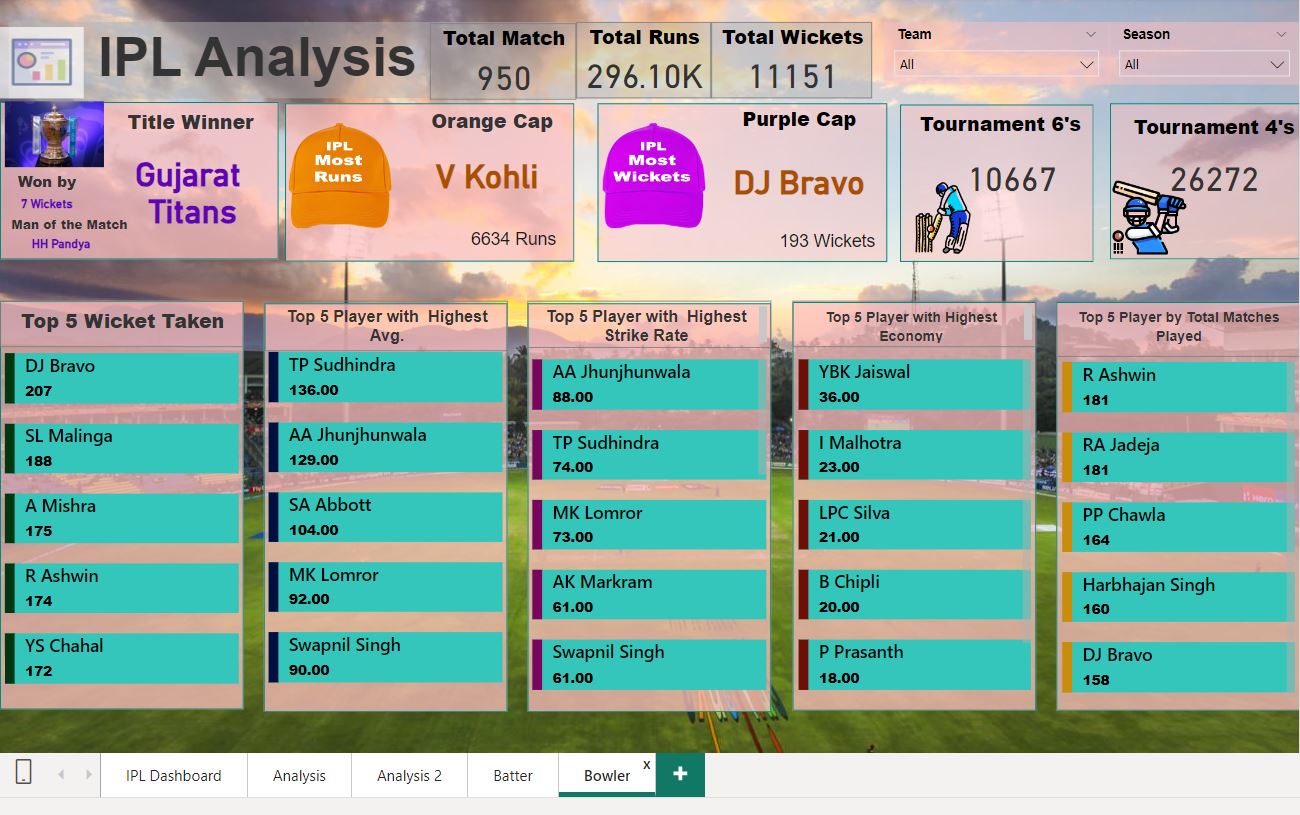 IPL Analysis
Total Match
950
Total Runs
296.10K
Total Wickets
11151
Team
All
Season
All
Title Winner
Gujarat
Titans
Won by
7 Wickets
Man of the Match
HH Pandya
IPL
Most
Runs
Orange Cap
V Kohli
6634 Runs
IPL
Most
Wickets
Purple Cap
DJ Bravo
193 Wickets
Tournament 6's
10667
Tournament 4's
26272
Top 5 Wicket Taken
DJ Bravo
207
SL Malinga
188
A Mishra
175
R Ashwin
174
YS Chahal
172
Top 5 Player with Highest
Avg.
TP Sudhindra
136.00
AA Jhunjhunwala
129.00
SA Abbott
104.00
MK Lomror
92.00
Swapnil Singh
90.00
Top 5 Player with Highest
Strike Rate
AA Jhunjhunwala
88.00
TP Sudhindra
74.00
MK Lomror
73.00
AK Markram
61.00
Swapnil Singh
61.00
Top 5 Player with Highest
Economy
YBK Jaiswal
36.00
I Malhotra
23.00
LPC Silva
21.00
B Chipli
20.00
P Prasanth
18.00
Top 5 Player by Total Matches
Played
R Ashwin
181
RA Jadeja
181
PP Chawla
164
Harbhajan Singh
160
DJ Bravo
158
IPL Dashboard
Analysis
Analysis 2
Batter
Bowler
x
+